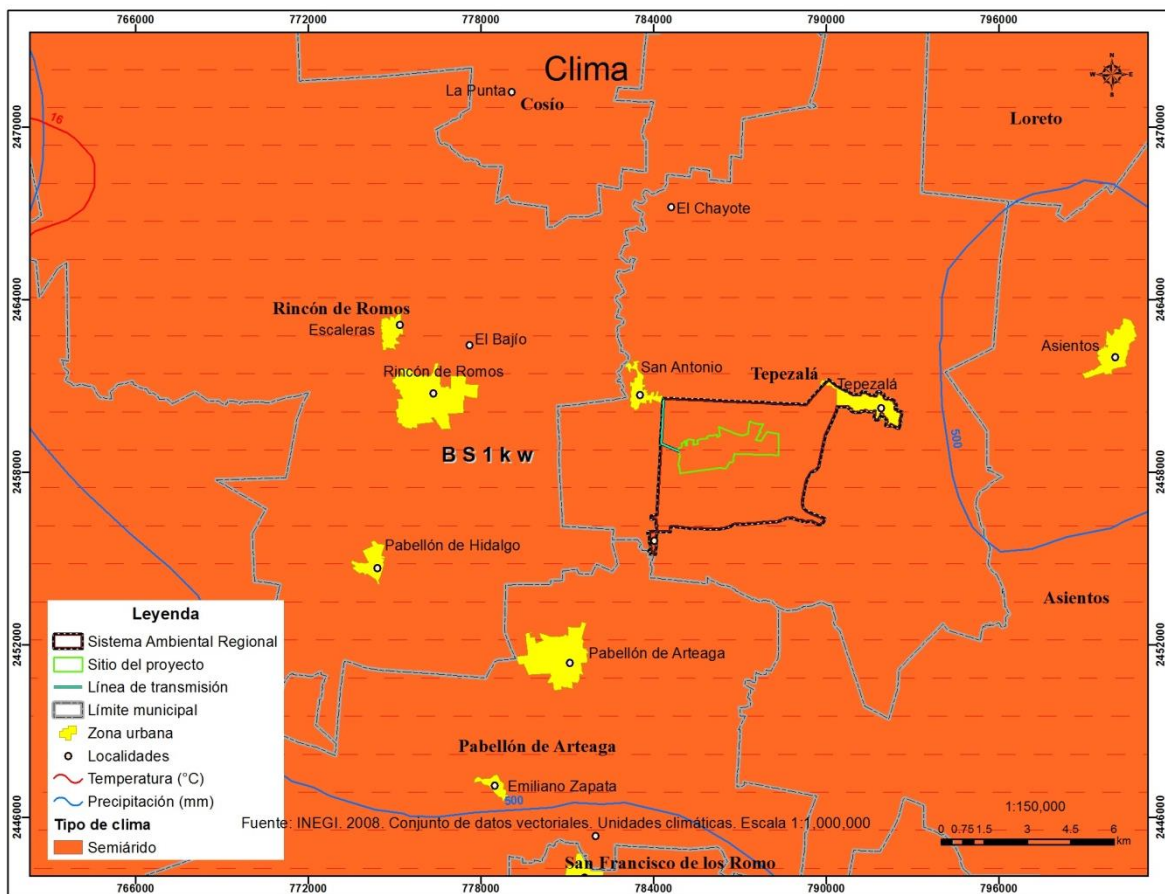 766000
772000
778000
784000
790000
796000
Clima
N
W
E
S
La Punta
Cosío
Loreto
2470000
2470000
16
El Chayote
2464000
2464000
Rincón de Romos
Escaleras
El Bajío
Asientos
San Antonio
Rincón de Romos
Tepezalá
Tepezalá
500
B S 1 k w
2458000
2458000
Pabellón de Hidalgo
Asientos
Leyenda
Sistema Ambiental Regional
Sitio del proyecto
Línea de transmisión
Límite municipal
Zona urbana
Localidades
Temperatura (°C)
Precipitación (mm)
Tipo de clima
Semiárido
2452000
2452000
Pabellón de Arteaga
Pabellón de Arteaga
Emiliano Zapata
500
1:150,000
2446000
2446000
Fuente: INEGI. 2008. Conjunto de datos vectoriales. Unidades climáticas. Escala 1:1,000,000
0 0.75 1.5 3 4.5 6
km
San Francisco de los Romo
766000
772000
778000
784000
790000
796000